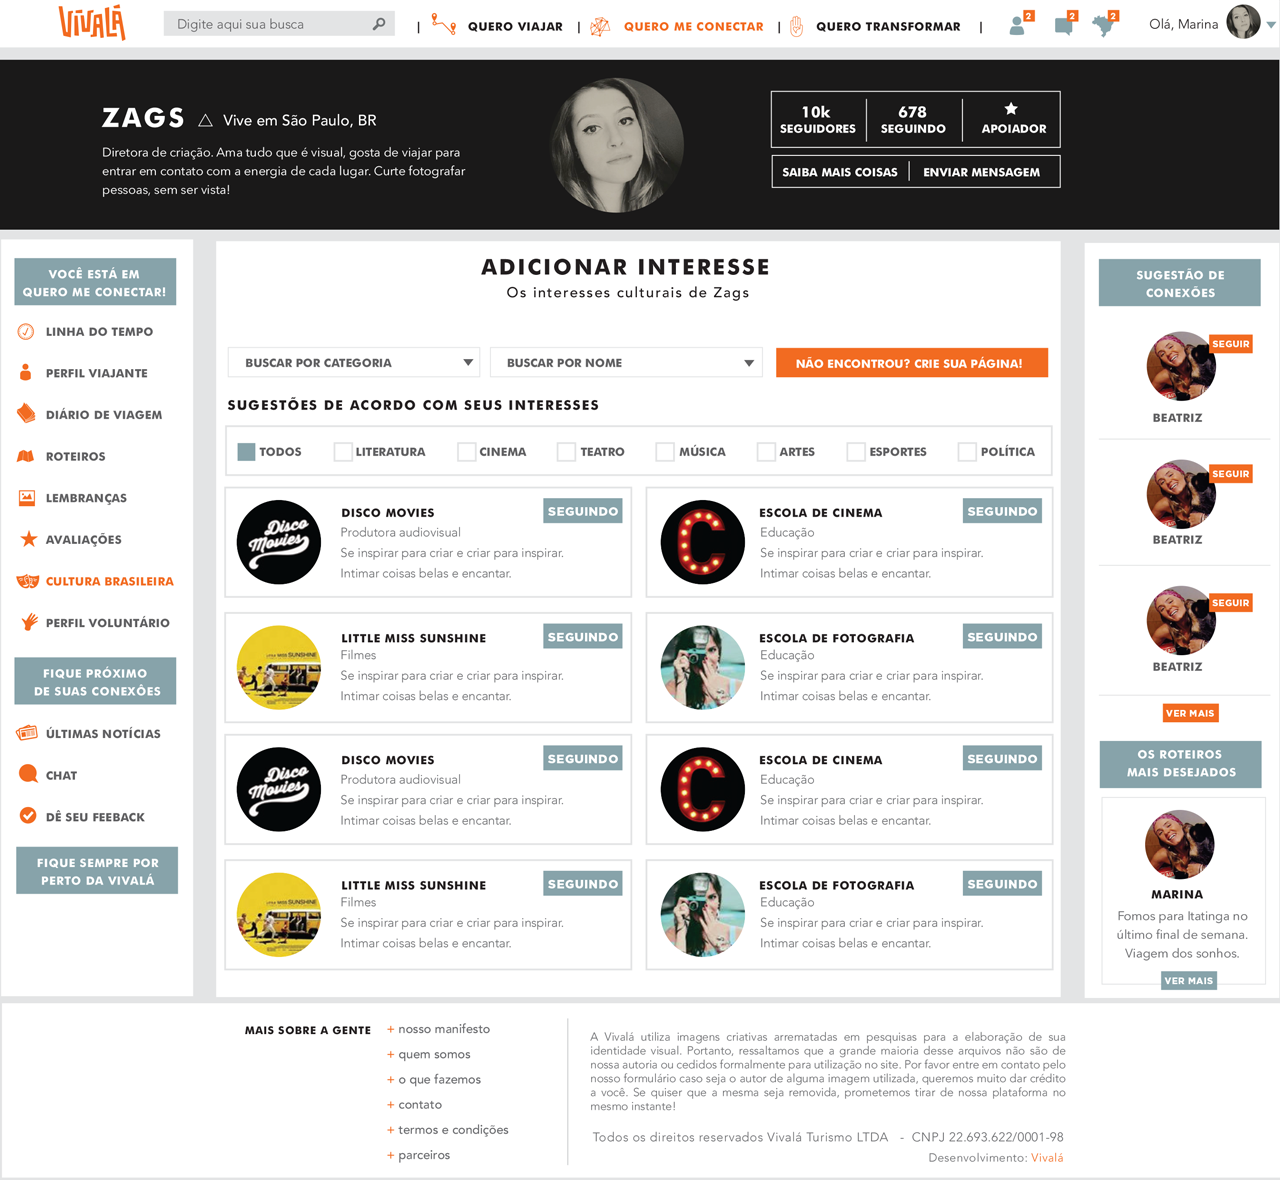 VIVALÁ
Digite aqui sua busca
| QUERO VIAJAR | QUERO ME CONECTAR | QUERO TRANSFORMAR |
2
2
2
Olá, Marina
ZAGS Vive em São Paulo, BR
Diretora de criação. Ama tudo que é visual, gosta de viajar para
entrar em contato com a energia de cada lugar. Curte fotografar
pessoas, sem ser vista!
10k
SEGUIDORES
678
SEGUINDO
APOIADOR
SAIBA MAIS COISAS
ENVIAR MENSAGEM
VOCÊ ESTÁ EM
QUERO ME CONECTAR!
LINHA DO TEMPO
PERFIL VIAJANTE
DIÁRIO DE VIAGEM
ROTEIROS
LEMBRANÇAS
AVALIAÇÕES
CULTURA BRASILEIRA
PERFIL VOLUNTÁRIO
FIQUE PRÓXIMO
DE SUAS CONEXÕES
ÚLTIMAS NOTÍCIAS
CHAT
DÊ SEU FEEBACK
FIQUE SEMPRE POR
PERTO DA VIVALÁ
ADICIONAR INTERESSE
Os interesses culturais de Zags
BUSCAR POR CATEGORIA
BUSCAR POR NOME
NÃO ENCONTROU? CRIE SUA PÁGINA!
SUGESTÕES DE ACORDO COM SEUS INTERESSES
TODOS
LITERATURA
CINEMA
TEATRO
MÚSICA
ARTES
ESPORTES
POLÍTICA
Disco
Movies
DISCO MOVIES
SEGUINDO
Produtora audiovisual
Se inspirar para criar e criar para inspirar.
Intimar coisas belas e encantar.
C
ESCOLA DE CINEMA
SEGUINDO
Educação
Se inspirar para criar e criar para inspirar.
Intimar coisas belas e encantar.
LITTLE MISS SUNSHINE
LITTLE MISS SUNSHINE
SEGUINDO
Filmes
Se inspirar para criar e criar para inspirar.
Intimar coisas belas e encantar.
ESCOLA DE FOTOGRAFIA
SEGUINDO
Educação
Se inspirar para criar e criar para inspirar.
Intimar coisas belas e encantar.
Disco
Movies
DISCO MOVIES
SEGUINDO
Produtora audiovisual
Se inspirar para criar e criar para inspirar.
Intimar coisas belas e encantar.
C
ESCOLA DE CINEMA
SEGUINDO
Educação
Se inspirar para criar e criar para inspirar.
Intimar coisas belas e encantar.
LITTLE MISS SUNSHINE
LITTLE MISS SUNSHINE
SEGUINDO
Filmes
Se inspirar para criar e criar para inspirar.
Intimar coisas belas e encantar.
ESCOLA DE FOTOGRAFIA
SEGUINDO
Educação
Se inspirar para criar e criar para inspirar.
Intimar coisas belas e encantar.
SUGESTÃO DE
CONEXÕES
SEGUIR
BEATRIZ
SEGUIR
BEATRIZ
SEGUIR
BEATRIZ
VER MAIS
OS ROTEIROS
MAIS DESEJADOS
MARINA
Fomos para Itatinga no
último final de semana.
Viagem dos sonhos.
VER MAIS
MAIS SOBRE A GENTE
+ nosso manifesto
+ quem somos
+ o que fazemos
+ contato
+ termos e condições
+ parceiros
A Vivalá utiliza imagens criativas arrematadas em pesquisas para a elaboração de sua
identidade visual. Portanto, ressaltamos que a grande maioria desse arquivos não são de
nossa autoria ou cedidos formalmente para utilização no site. Por favor entre em contato pelo
nosso formulário caso seja o autor de alguma imagem utilizada, queremos muito dar crédito
a você. Se quiser que a mesma seja removida, prometemos tirar de nossa plataforma no
mesmo instante!
Todos os direitos reservados Vivalá Turismo LTDA - CNPJ 22.693.622/0001-98
Desenvolvimento: Vivalá